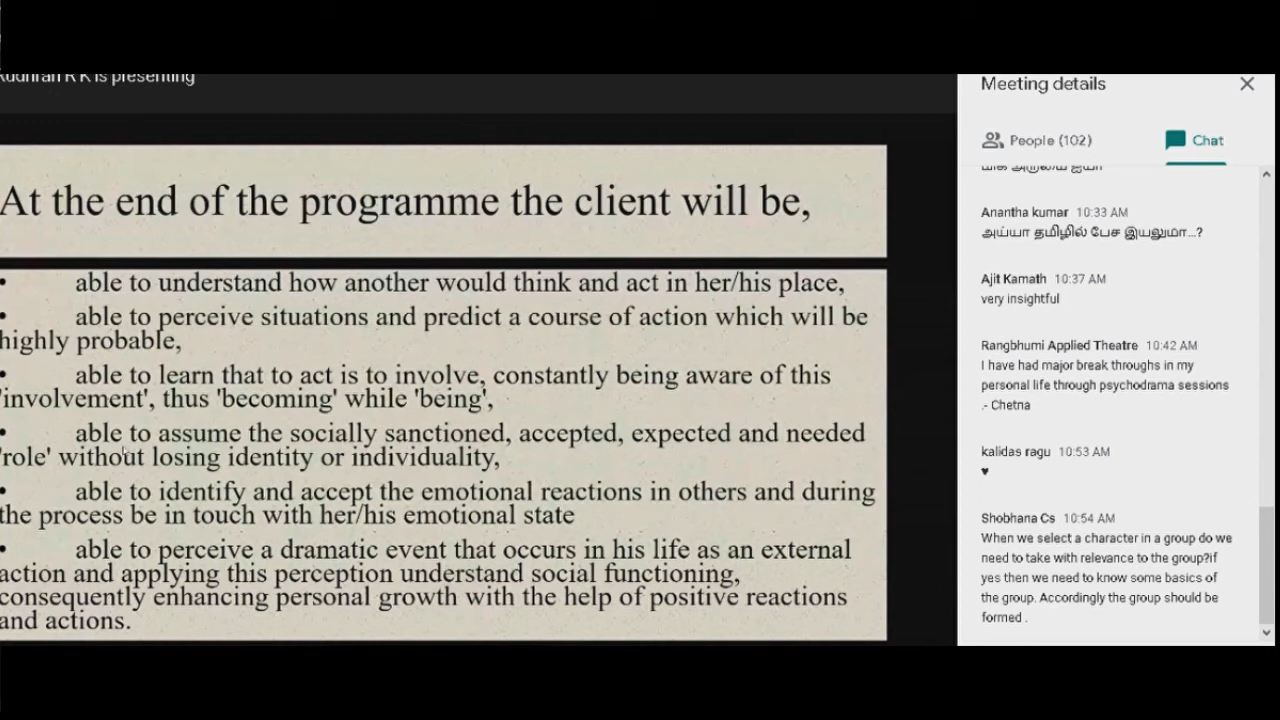 Rudhran R K is presenting
At the end of the programme the client will be,
• able to understand how another would think and act in her/his place,
• able to perceive situations and predict a course of action which will be
highly probable,
• able to learn that to act is to involve, constantly being aware of this
'involvement', thus 'becoming' while 'being',
• able to assume the socially sanctioned, accepted, expected and needed
'role' without losing identity or individuality,
• able to identify and accept the emotional reactions in others and during
the process be in touch with her/his emotional state
• able to perceive a dramatic event that occurs in his life as an external
action and applying this perception understand social functioning,
consequently enhancing personal growth with the help of positive reactions
and actions.
Meeting details
People (102)
Chat
Anantha kumar 10:33 AM
அய்யா தமிழில் பேச இயலுமா...?
Ajit Kamath 10:37 AM
very insightful
Rangbhumi Applied Theatre 10:42 AM
I have had major break throughs in my
personal life through psychodrama sessions
.- Chetna
kalidas ragu 10:53 AM
♥
Shobhana Cs 10:54 AM
When we select a character in a group do we
need to take with relevance to the group?if
yes then we need to know some basics of
the group. Accordingly the group should be
formed .